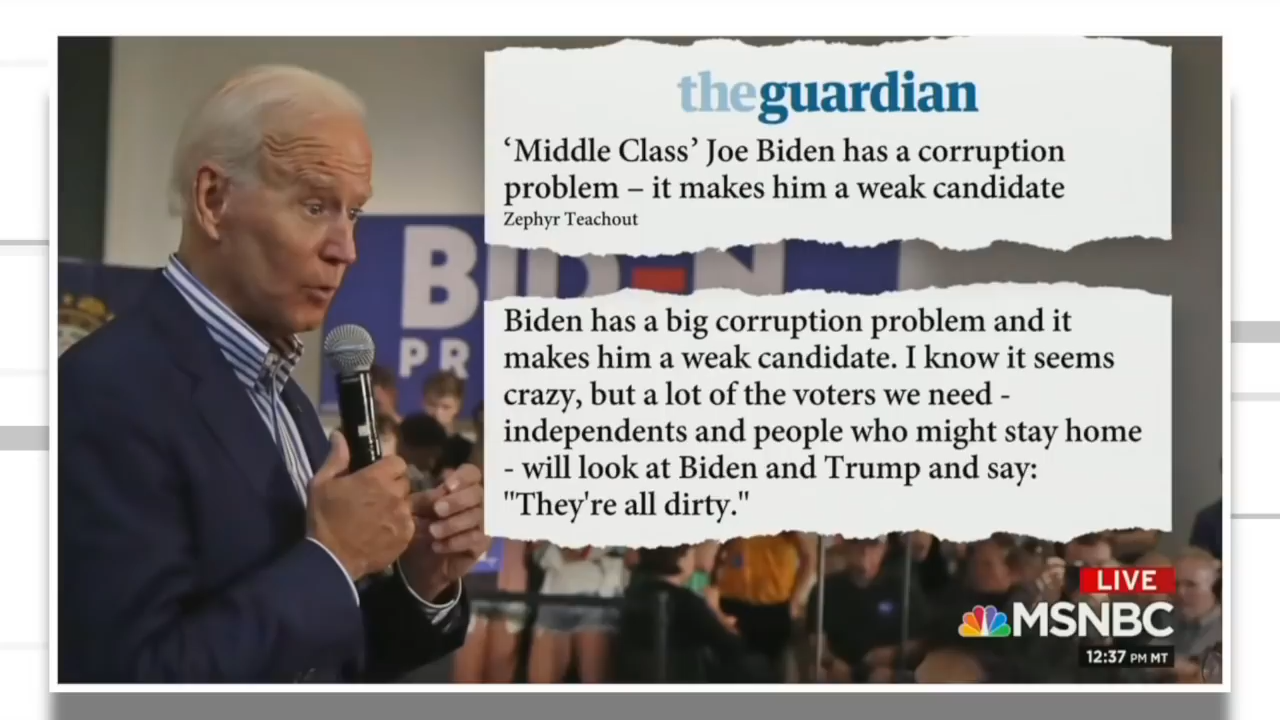 theguardian
‘Middle Class’ Joe Biden has a corruption
problem – it makes him a weak candidate
Zephyr Teachout
BIDEN
Biden has a big corruption problem and it
makes him a weak candidate. I know it seems
crazy, but a lot of the voters we need -
independents and people who might stay home
- will look at Biden and Trump and say:
"They're all dirty."
PR
LIVE
MSNBC
12:37 PM MT